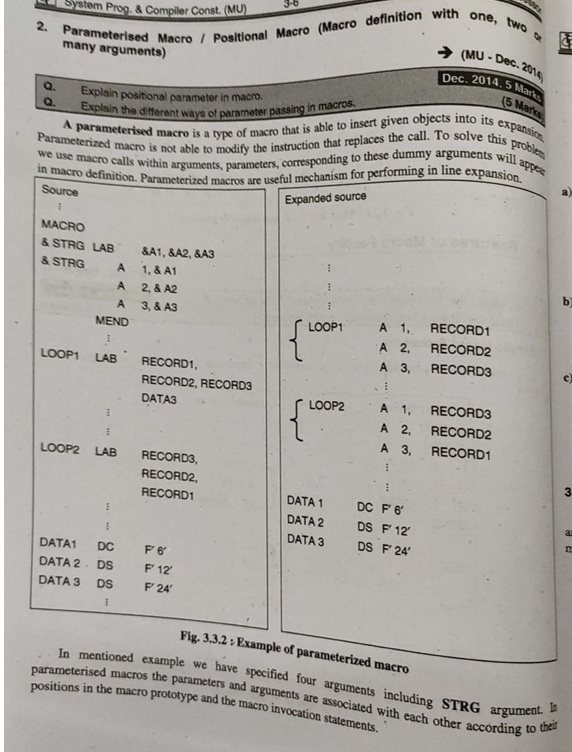 System Prog. & Compiler Const. (MU)
3-6
2. Parameterised Macro / Positional Macro (Macro definition with one, two or
many arguments)
→ (MU - Dec. 2014)
Dec. 2014, 5 Marks
Q. Explain positional parameter in macro.
Q. Explain the different ways of parameter passing in macros.
(5 Marks
A parameterised macro is a type of macro that is able to insert given objects into its expansion.
Parameterized macro is not able to modify the instruction that replaces the call. To solve this problem
we use macro calls within arguments, parameters, corresponding to these dummy arguments will appear
in macro definition. Parameterized macros are useful mechanism for performing in line expansion.
Source
⋮
MACRO
& STRG LAB &A1, &A2, &A3
& STRG A 1, & A1
A 2, & A2
A 3, & A3
MEND
⋮
LOOP1 LAB RECORD1,
RECORD2, RECORD3
DATA3
⋮
⋮
LOOP2 LAB RECORD3,
RECORD2,
RECORD1
⋮
⋮
DATA1 DC F' 6'
DATA 2 DS F' 12'
DATA 3 DS F' 24'
⋮
Expanded source
⋮
⋮
⋮
LOOP1 A 1, RECORD1
A 2, RECORD2
A 3, RECORD3
⋮
LOOP2 A 1, RECORD3
A 2, RECORD2
A 3, RECORD1
⋮
⋮
DATA 1 DC F' 6'
DATA 2 DS F' 12'
DATA 3 DS F' 24'
Fig. 3.3.2 : Example of parameterized macro
In mentioned example we have specified four arguments including STRG argument. In
parameterised macros the parameters and arguments are associated with each other according to their
positions in the macro prototype and the macro invocation statements.
a)
b)
c)
3